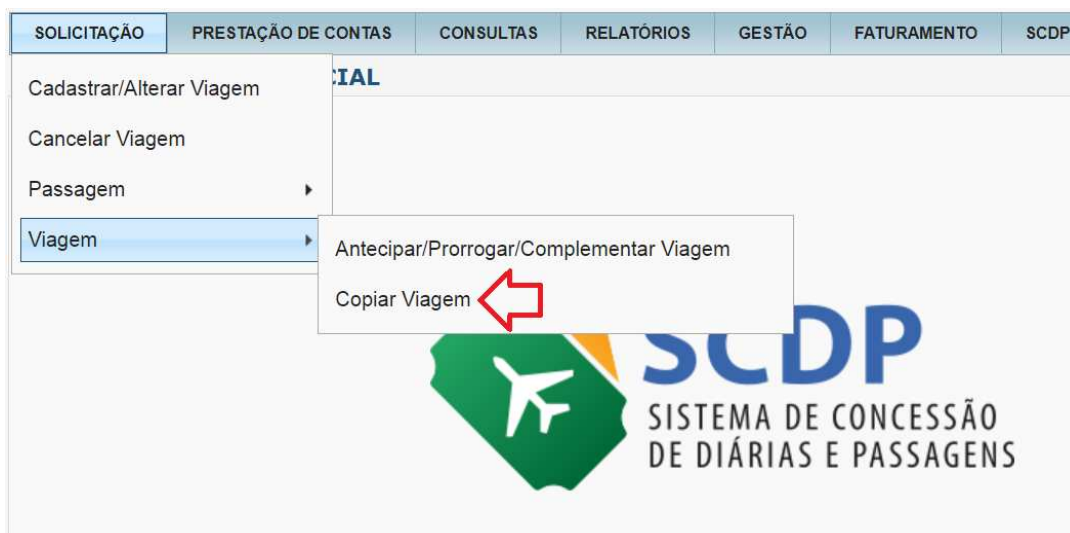 SOLICITAÇÃO PRESTAÇÃO DE CONTAS CONSULTAS RELATÓRIOS GESTÃO FATURAMENTO SCDP
CIAL
Cadastrar/Alterar Viagem
Cancelar Viagem
Passagem
Viagem
Antecipar/Prorrogar/Complementar Viagem
Copiar Viagem
SCDP
SISTEMA DE CONCESSÃO
DE DIÁRIAS E PASSAGENS